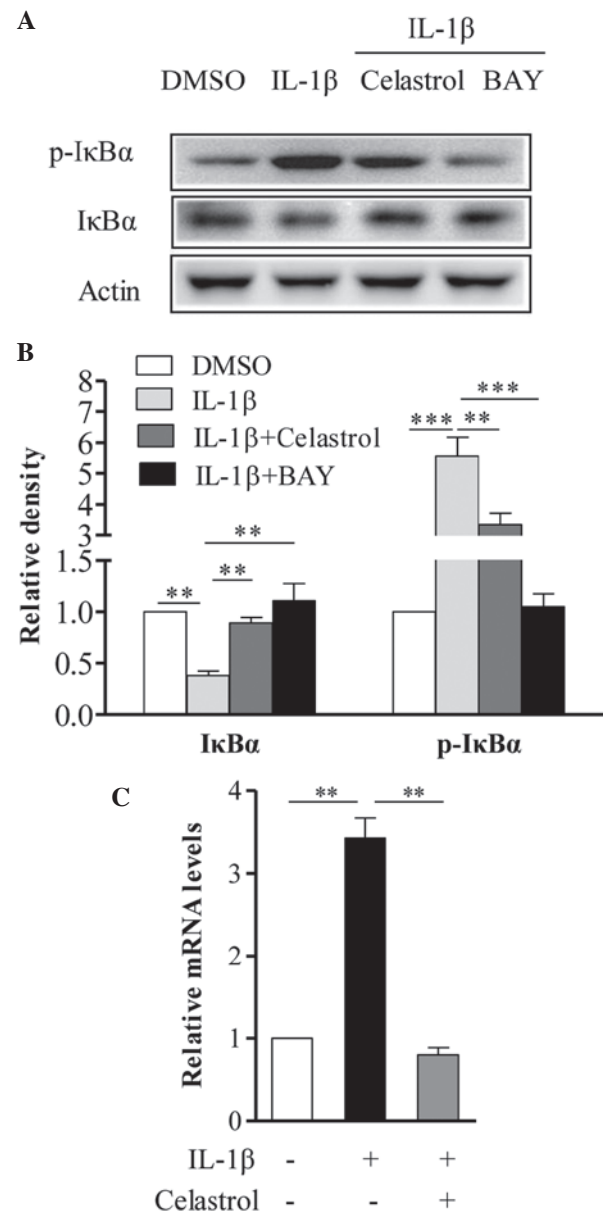 A
IL-1β
DMSO IL-1β Celastrol BAY
p-IκBα
IκBα
Actin
B
DMSO
IL-1β
IL-1β+Celastrol
IL-1β+BAY
Relative density
8
7
6
5
4
3
1.5
1.0
0.5
0.0
** ** **
*** ** ***
IκBα p-IκBα
C
Relative mRNA levels
4
3
2
1
0
** **
IL-1β - + +
Celastrol - - +